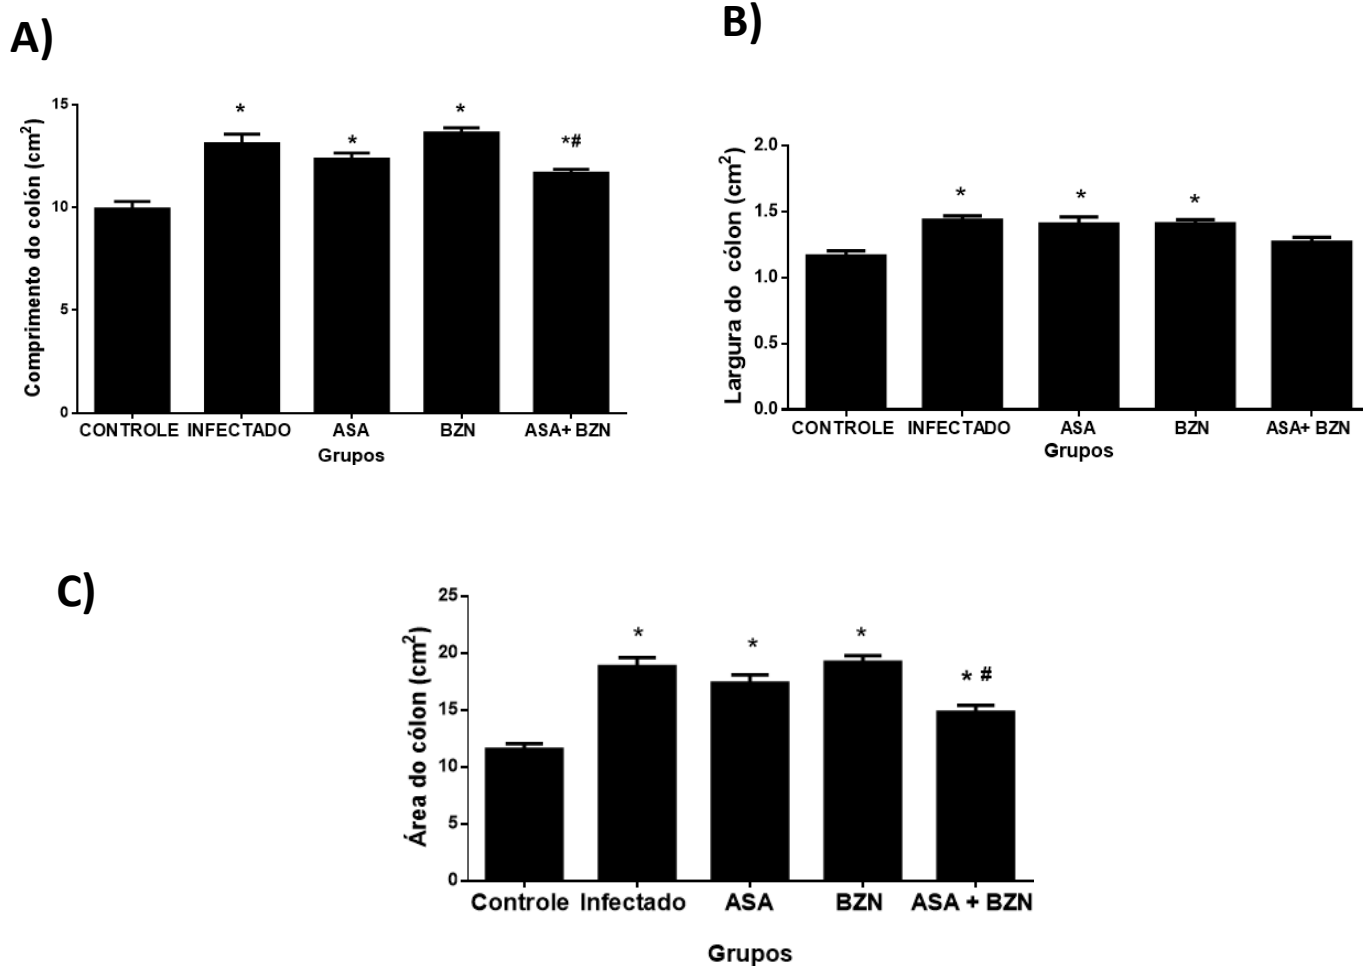 A)
Comprimento do colón (cm²)
15
10
5
0
*
*
*
*#
CONTROLE INFECTADO ASA BZN ASA+ BZN
Grupos
B)
Largura do cólon (cm²)
2.0
1.5
1.0
0.5
0.0
*
*
*
CONTROLE INFECTADO ASA BZN ASA+ BZN
Grupos
C)
Área do cólon (cm²)
25
20
15
10
5
0
*
*
*
* #
Controle Infectado ASA BZN ASA + BZN
Grupos